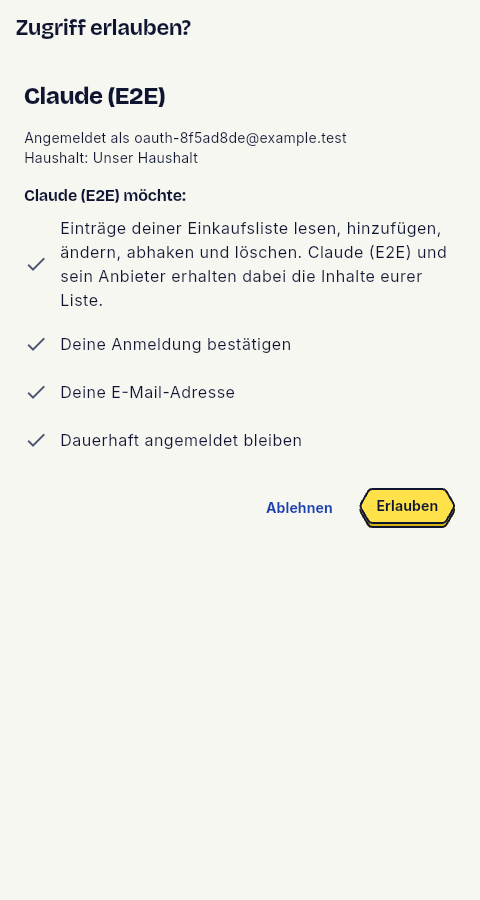 Zugriff erlauben?
Claude (E2E)
Angemeldet als oauth-8f5ad8de@example.test
Haushalt: Unser Haushalt
Claude (E2E) möchte:
Einträge deiner Einkaufsliste lesen, hinzufügen,
ändern, abhaken und löschen. Claude (E2E) und
sein Anbieter erhalten dabei die Inhalte eurer
Liste.
Deine Anmeldung bestätigen
Deine E-Mail-Adresse
Dauerhaft angemeldet bleiben
Ablehnen
Erlauben